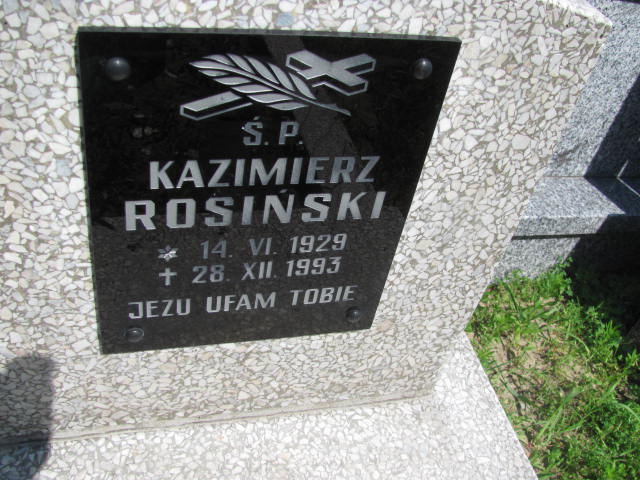 Ś. P.
KAZIMIERZ
ROSIŃSKI
* 14. VI. 1929
✝ 28. XII. 1993
JEZU UFAM TOBIE